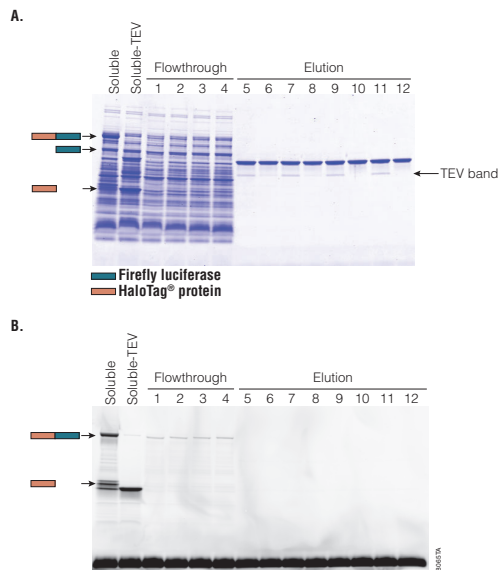 A.
Soluble
Soluble-TEV
Flowthrough
Elution
1 2 3 4 5 6 7 8 9 10 11 12
TEV band
Firefly luciferase
HaloTag® protein
B.
Soluble
Soluble-TEV
Flowthrough
Elution
1 2 3 4 5 6 7 8 9 10 11 12
8065TA